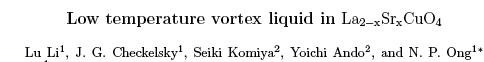 Low temperature vortex liquid in La₂₋ₓSrₓCuO₄
Lu Li¹, J. G. Checkelsky¹, Seiki Komiya², Yoichi Ando², and N. P. Ong¹*